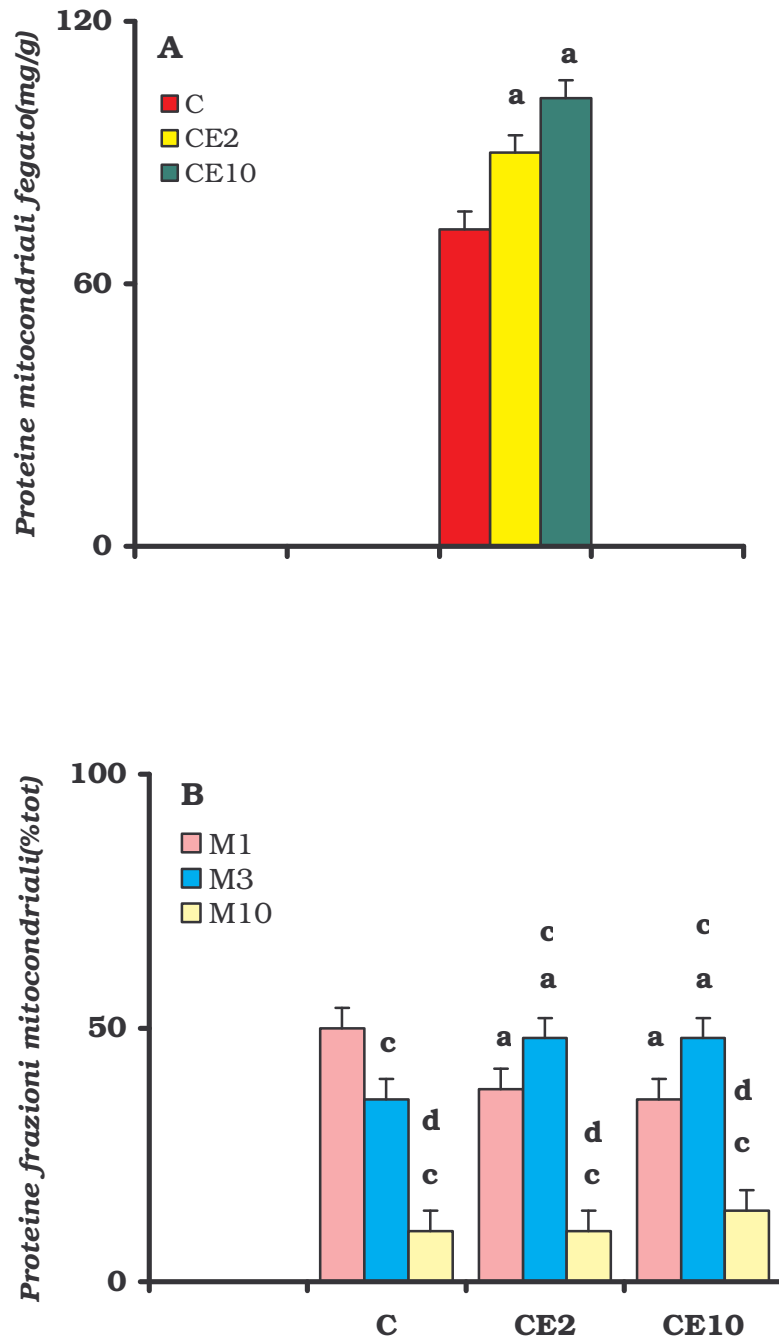 Proteine mitocondriali fegato(mg/g)
120
60
0
A
C
CE2
CE10
a
a
Proteine frazioni mitocondriali(%tot)
100
50
0
B
M1
M3
M10
c
d
c
a
c
a
d
c
a
c
a
d
c
C
CE2
CE10